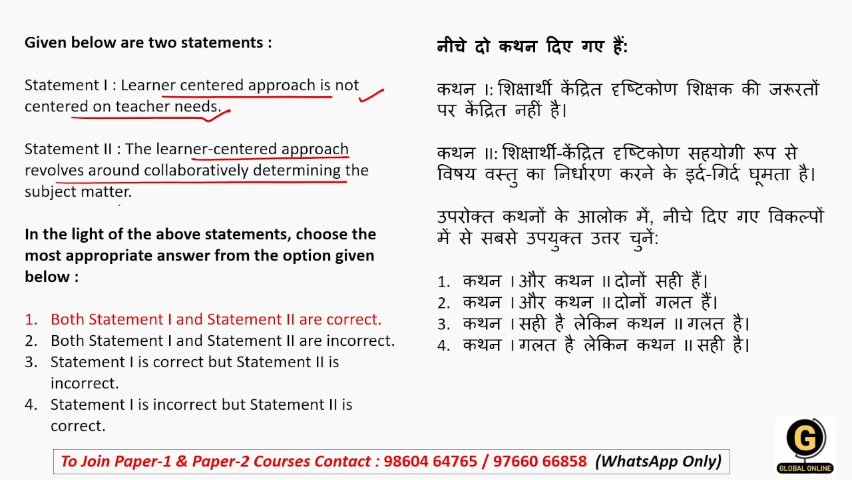 Given below are two statements :
Statement I : Learner centered approach is not
centered on teacher needs.
Statement II : The learner-centered approach
revolves around collaboratively determining the
subject matter.
In the light of the above statements, choose the
most appropriate answer from the option given
below :
1. Both Statement I and Statement II are correct.
2. Both Statement I and Statement II are incorrect.
3. Statement I is correct but Statement II is
incorrect.
4. Statement I is incorrect but Statement II is
correct.
नीचे दो कथन दिए गए हैं:
कथन I: शिक्षार्थी केंद्रित दृष्टिकोण शिक्षक की जरूरतों
पर केंद्रित नहीं है।
कथन II: शिक्षार्थी-केंद्रित दृष्टिकोण सहयोगी रूप से
विषय वस्तु का निर्धारण करने के इर्द-गिर्द घूमता है।
उपरोक्त कथनों के आलोक में, नीचे दिए गए विकल्पों
में से सबसे उपयुक्त उत्तर चुनें:
1. कथन I और कथन II दोनों सही हैं।
2. कथन I और कथन II दोनों गलत हैं।
3. कथन I सही है लेकिन कथन II गलत है।
4. कथन I गलत है लेकिन कथन II सही है।
To Join Paper-1 & Paper-2 Courses Contact : 98604 64765 / 97660 66858 (WhatsApp Only)
G
GLOBAL ONLINE